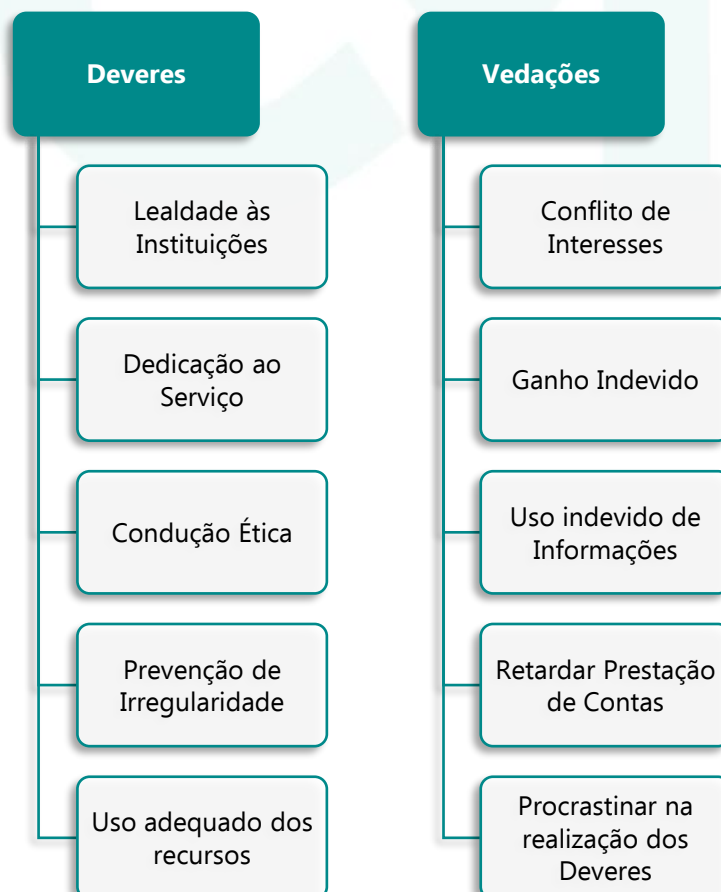 Deveres
Lealdade às
Instituições
Dedicação ao
Serviço
Condução Ética
Prevenção de
Irregularidade
Uso adequado dos
recursos
Vedações
Conflito de
Interesses
Ganho Indevido
Uso indevido de
Informações
Retardar Prestação
de Contas
Procrastinar na
realização dos
Deveres